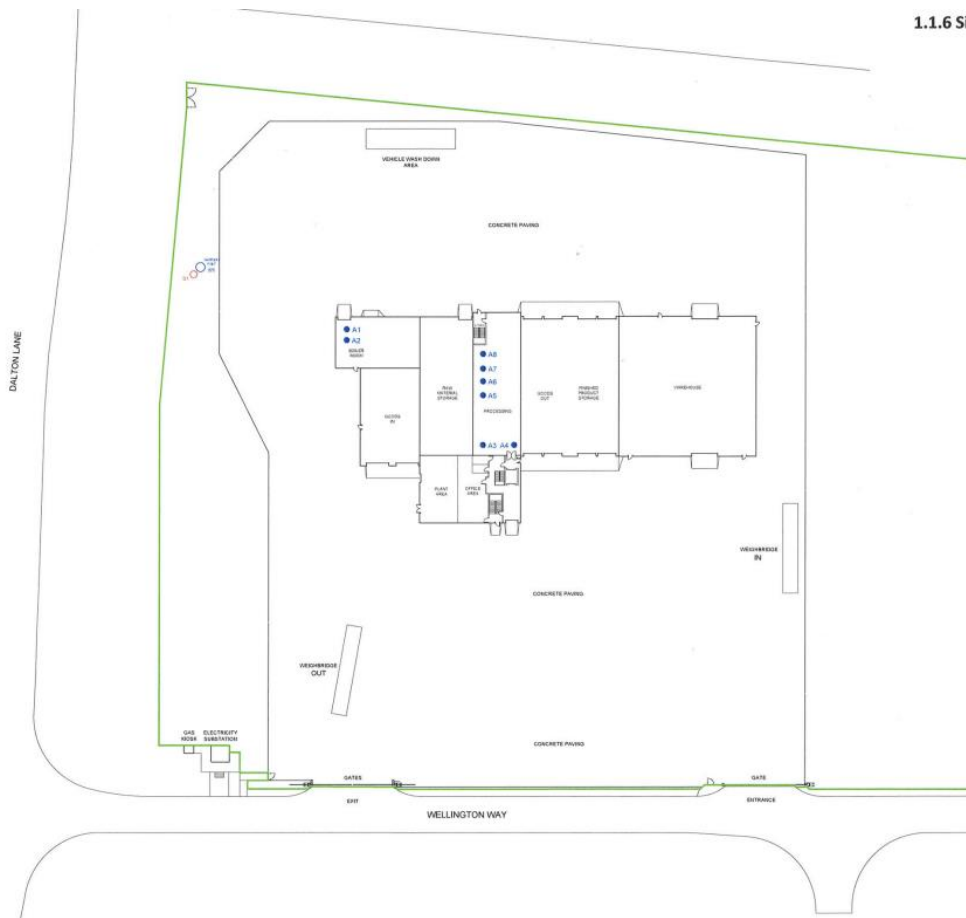 1.1.6 Si
VEHICLE WASH DOWN
AREA
CONCRETE PAVING
S1
A1
A2
BOILER
GOODS
IN
RAW
MATERIAL
STORAGE
A8
A7
A6
A5
PROCESSING
A3 A4
GOODS
OUT
FINISHED
PRODUCT
STORAGE
WAREHOUSE
DALTON LANE
PLANT
AREA
OFFICE
AREA
WEIGHBRIDGE
IN
CONCRETE PAVING
WEIGHBRIDGE
OUT
GAS
KIOSK
ELECTRICITY
SUBSTATION
CONCRETE PAVING
GATES
GATE
EXIT
ENTRANCE
WELLINGTON WAY